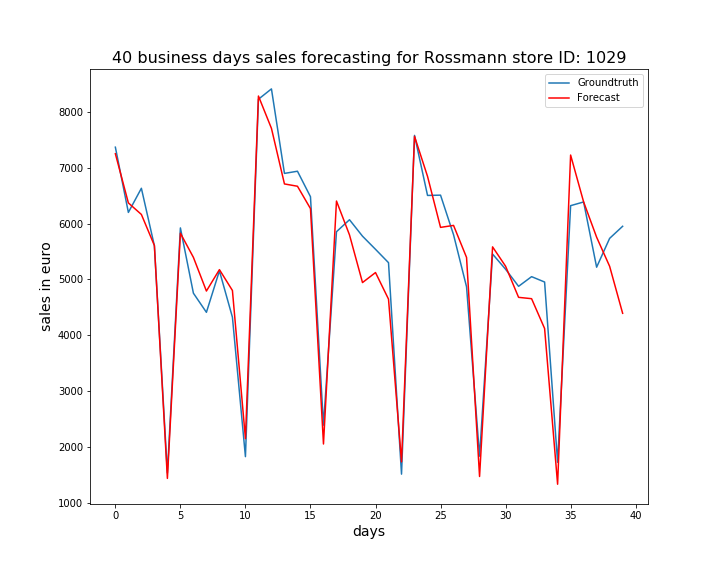 40 business days sales forecasting for Rossmann store ID: 1029
Groundtruth
Forecast
8000
7000
6000
5000
4000
3000
2000
1000
sales in euro
0 5 10 15 20 25 30 35 40
days